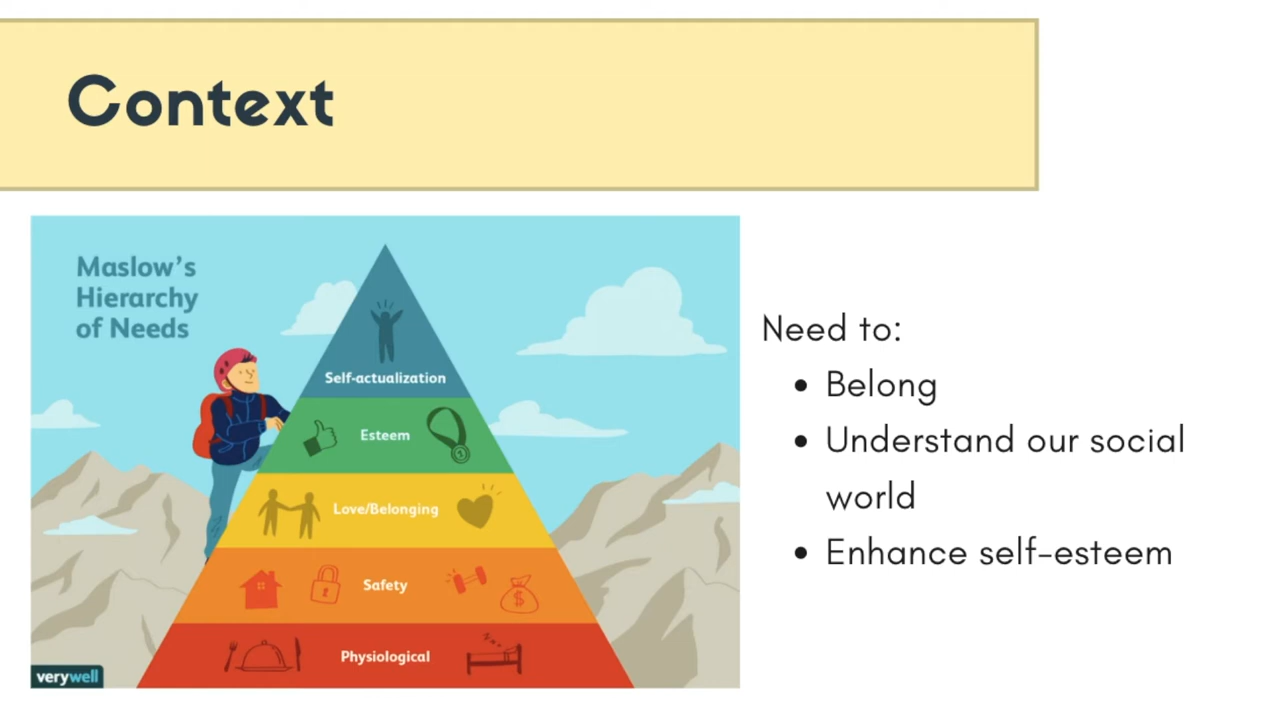 Context
Maslow's
Hierarchy
of Needs
Self-actualization
Esteem
Love/Belonging
Safety
$
Physiological
verywell
Need to:
• Belong
• Understand our social
world
• Enhance self-esteem